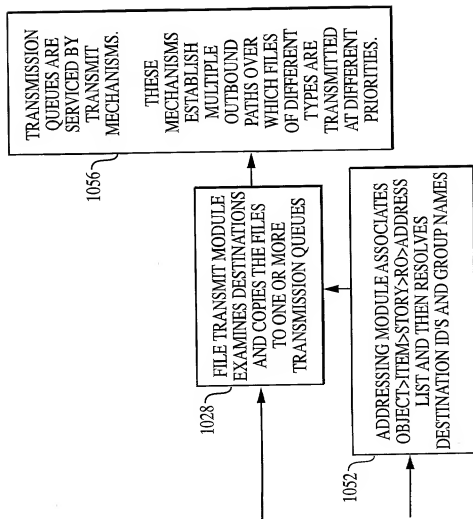 TRANSMISSION
QUEUES ARE
SERVICED BY
TRANSMIT
MECHANISMS.
THESE
MECHANISMS
ESTABLISH
MULTIPLE
OUTBOUND
PATHS OVER
WHICH FILES
OF DIFFERENT
TYPES ARE
TRANSMITTED
AT DIFFERENT
PRIORITIES.
1056
FILE TRANSMIT MODULE
EXAMINES DESTINATIONS
AND COPIES THE FILES
TO ONE OR MORE
TRANSMISSION QUEUES
1028
ADDRESSING MODULE ASSOCIATES
OBJECT>ITEM>STORY>RO>ADDRESS
LIST AND THEN RESOLVES
DESTINATION ID'S AND GROUP NAMES
1052